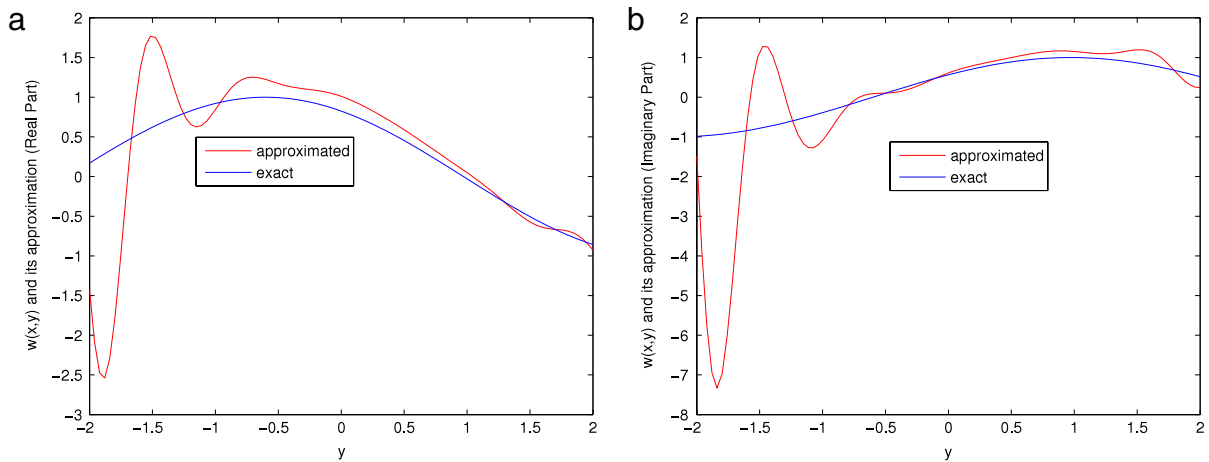 a
w(x,y) and its approximation (Real Part)
2
1.5
1
0.5
0
−0.5
−1
−1.5
−2
−2.5
−3
approximated
exact
−2 −1.5 −1 −0.5 0 0.5 1 1.5 2
y
b
w(x,y) and its approximation (Imaginary Part)
2
1
0
−1
−2
−3
−4
−5
−6
−7
−8
approximated
exact
−2 −1.5 −1 −0.5 0 0.5 1 1.5 2
y